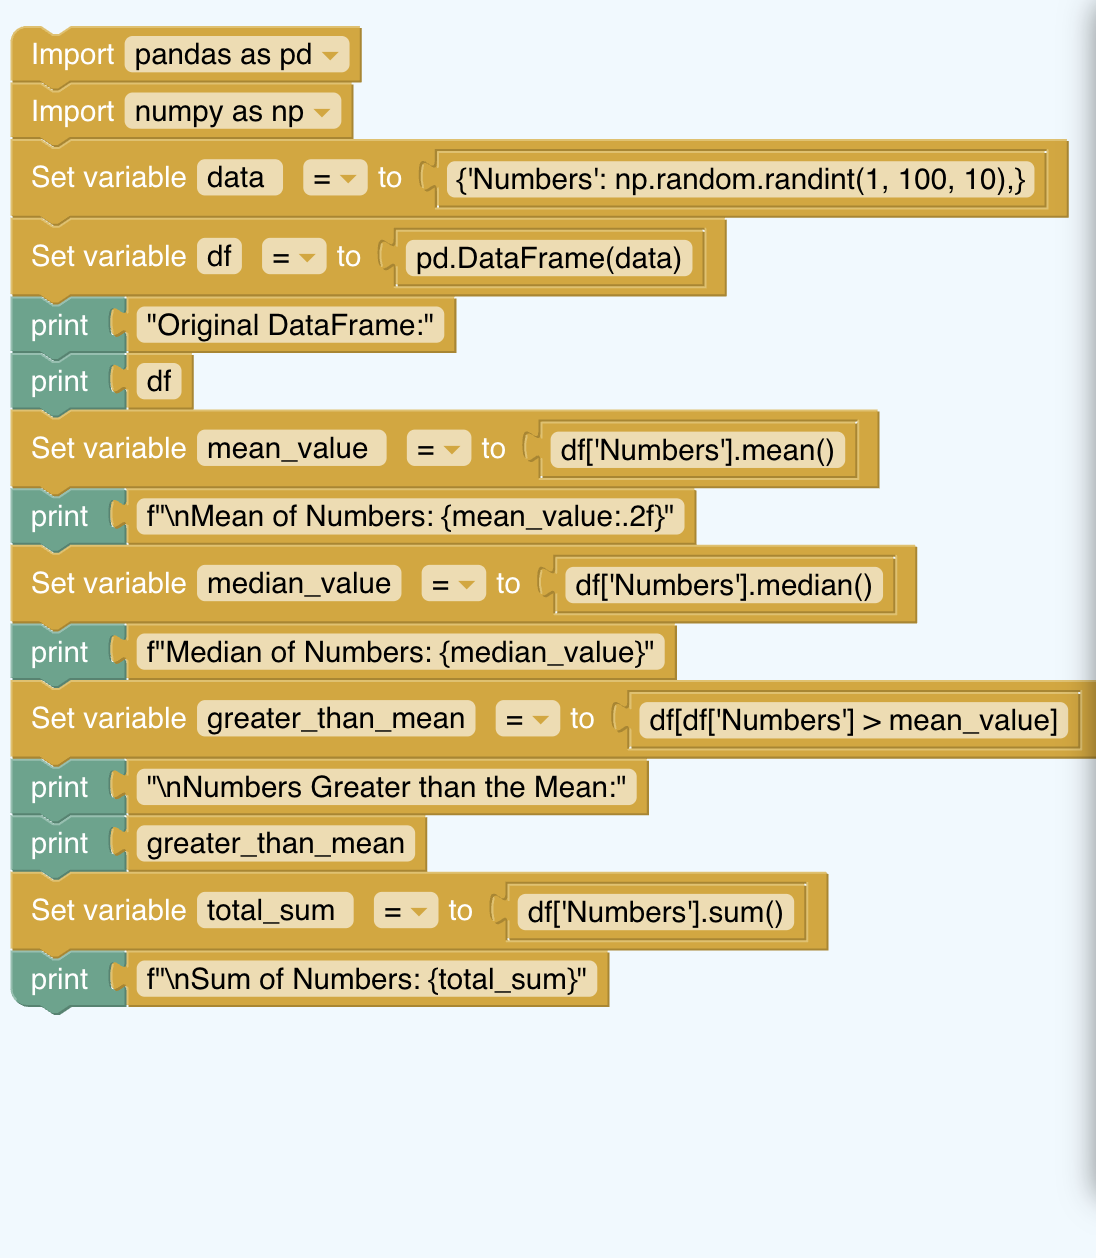 Import pandas as pd
Import numpy as np
Set variable data = to {'Numbers': np.random.randint(1, 100, 10),}
Set variable df = to pd.DataFrame(data)
print "Original DataFrame:"
print df
Set variable mean_value = to df['Numbers'].mean()
print f"\nMean of Numbers: {mean_value:.2f}"
Set variable median_value = to df['Numbers'].median()
print f"Median of Numbers: {median_value}"
Set variable greater_than_mean = to df[df['Numbers'] > mean_value]
print "\nNumbers Greater than the Mean:"
print greater_than_mean
Set variable total_sum = to df['Numbers'].sum()
print f"\nSum of Numbers: {total_sum}"